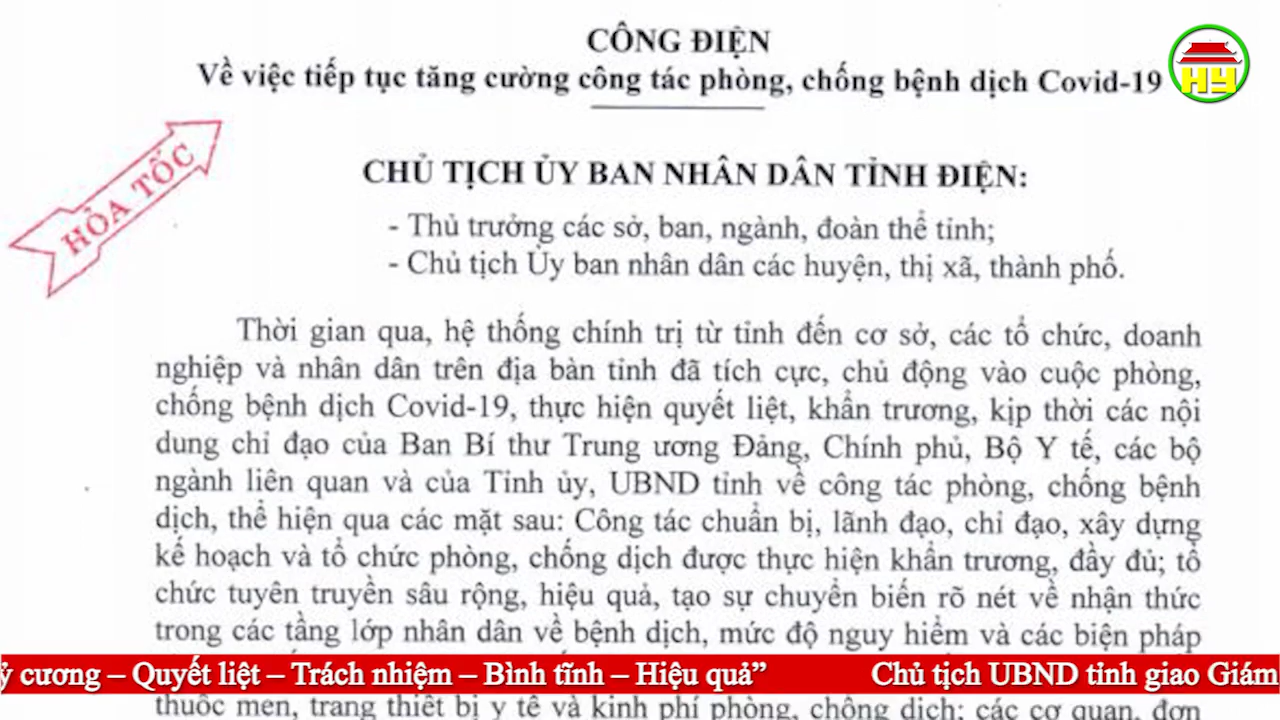 CÔNG ĐIỆN
Về việc tiếp tục tăng cường công tác phòng, chống bệnh dịch Covid-19
HY
HỎA TỐC
CHỦ TỊCH ỦY BAN NHÂN DÂN TỈNH ĐIỆN:
- Thủ trưởng các sở, ban, ngành, đoàn thể tỉnh;
- Chủ tịch Ủy ban nhân dân các huyện, thị xã, thành phố.
Thời gian qua, hệ thống chính trị từ tỉnh đến cơ sở, các tổ chức, doanh
nghiệp và nhân dân trên địa bàn tỉnh đã tích cực, chủ động vào cuộc phòng,
chống bệnh dịch Covid-19, thực hiện quyết liệt, khẩn trương, kịp thời các nội
dung chỉ đạo của Ban Bí thư Trung ương Đảng, Chính phủ, Bộ Y tế, các bộ
ngành liên quan và của Tỉnh ủy, UBND tỉnh về công tác phòng, chống bệnh
dịch, thể hiện qua các mặt sau: Công tác chuẩn bị, lãnh đạo, chỉ đạo, xây dựng
kế hoạch và tổ chức phòng, chống dịch được thực hiện khẩn trương, đầy đủ; tổ
chức tuyên truyền sâu rộng, hiệu quả, tạo sự chuyển biến rõ nét về nhận thức
trong các tầng lớp nhân dân về bệnh dịch, mức độ nguy hiểm và các biện pháp
cương – Quyết liệt – Trách nhiệm – Bình tĩnh – Hiệu quả” Chủ tịch UBND tỉnh giao Giám
thuốc men, trang thiết bị y tế và kinh phí phòng, chống dịch; các cơ quan, đơn